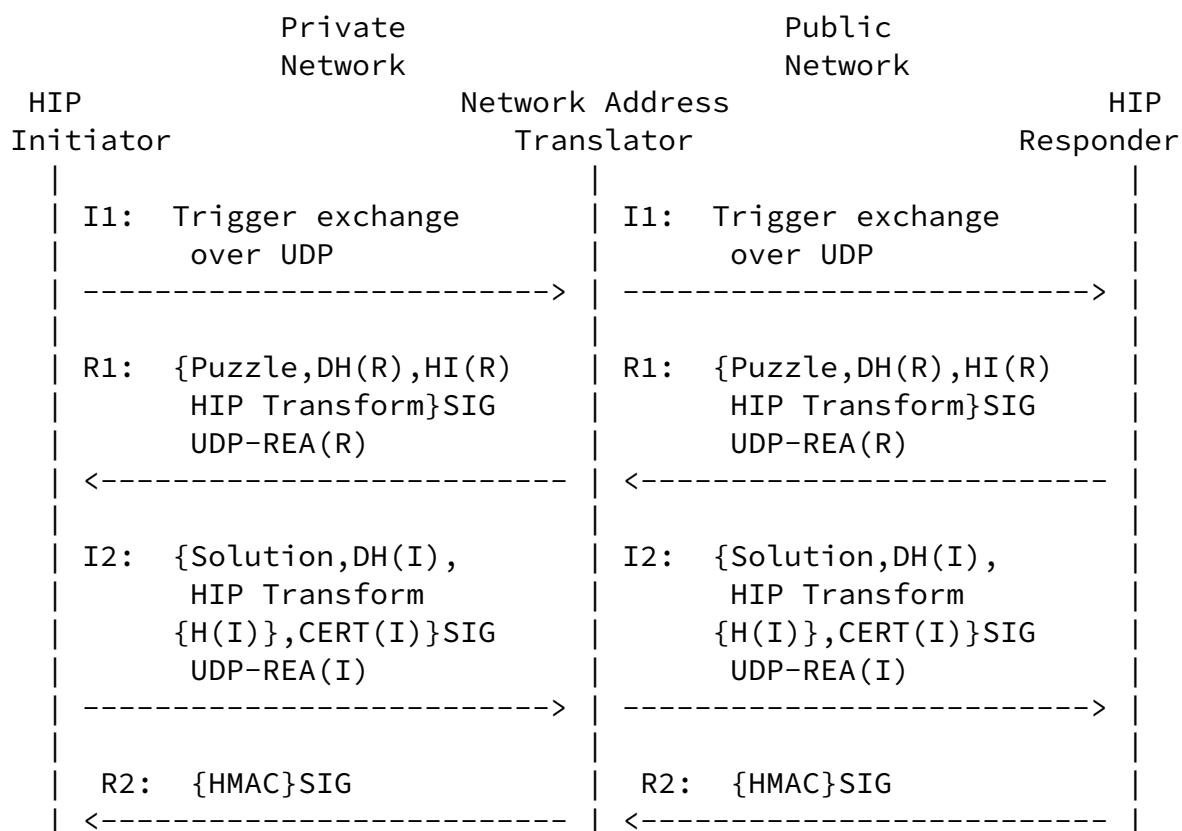 Private Public
Network Network
HIP Network Address HIP
Initiator Translator Responder
| | |
| I1: Trigger exchange | I1: Trigger exchange |
| over UDP | over UDP |
| --------------------------> | --------------------------> |
| | |
| R1: {Puzzle,DH(R),HI(R) | R1: {Puzzle,DH(R),HI(R) |
| HIP Transform}SIG | HIP Transform}SIG |
| UDP-REA(R) | UDP-REA(R) |
| <-------------------------- | <-------------------------- |
| | |
| I2: {Solution,DH(I), | I2: {Solution,DH(I), |
| HIP Transform | HIP Transform |
| {H(I)},CERT(I)}SIG | {H(I)},CERT(I)}SIG |
| UDP-REA(I) | UDP-REA(I) |
| --------------------------> | --------------------------> |
| | |
| R2: {HMAC}SIG | R2: {HMAC}SIG |
| <-------------------------- | <-------------------------- |